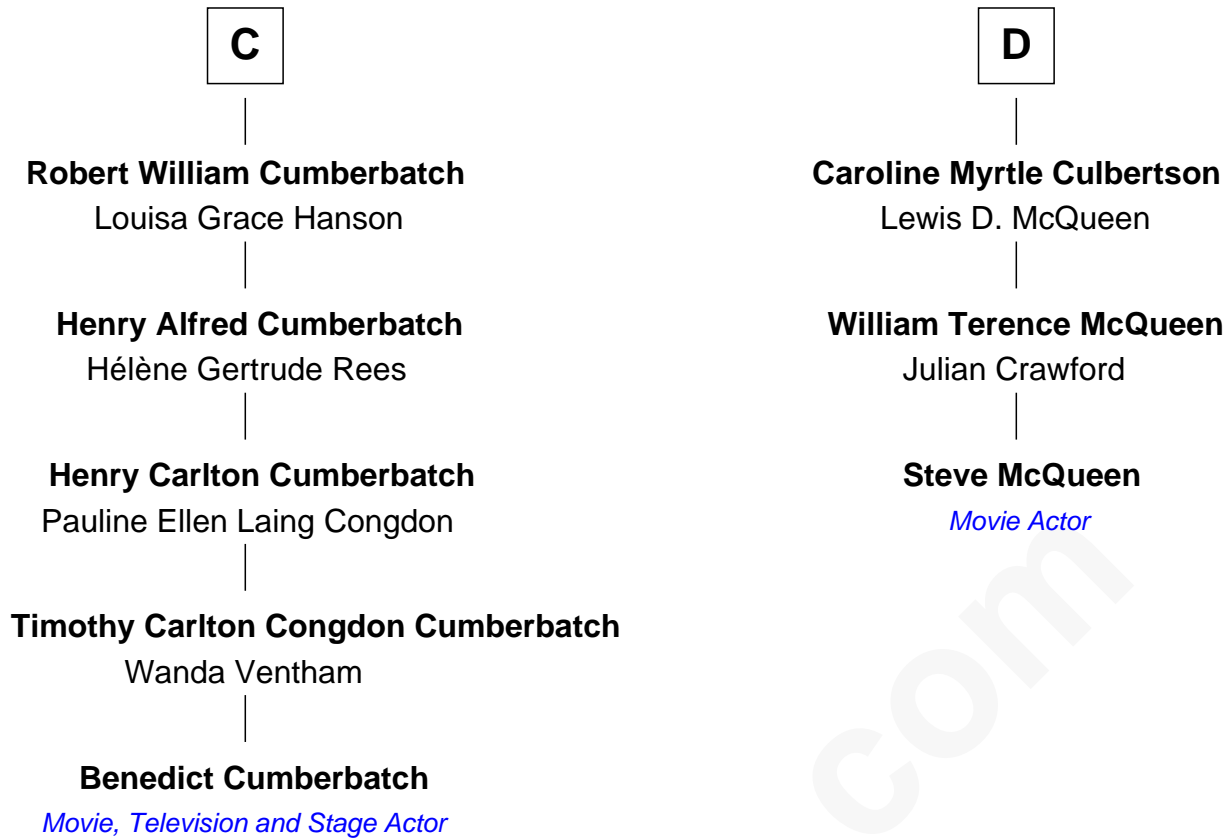 C
Robert William Cumberbatch
Louisa Grace Hanson
Henry Alfred Cumberbatch
Hélène Gertrude Rees
Henry Carlton Cumberbatch
Pauline Ellen Laing Congdon
Timothy Carlton Congdon Cumberbatch
Wanda Ventham
Benedict Cumberbatch
Movie, Television and Stage Actor
D
Caroline Myrtle Culbertson
Lewis D. McQueen
William Terence McQueen
Julian Crawford
Steve McQueen
Movie Actor
com